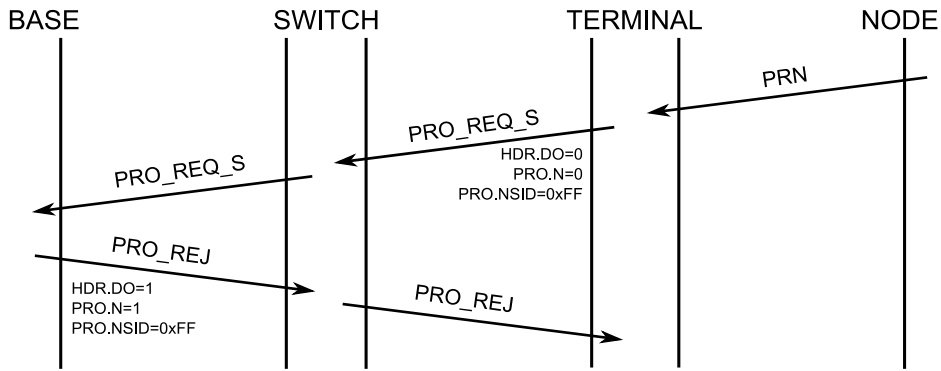 BASE SWITCH TERMINAL NODE
PRN
PRO_REQ_S
HDR.DO=0
PRO.N=0
PRO.NSID=0xFF
PRO_REQ_S
PRO_REJ
HDR.DO=1
PRO.N=1
PRO.NSID=0xFF
PRO_REJ